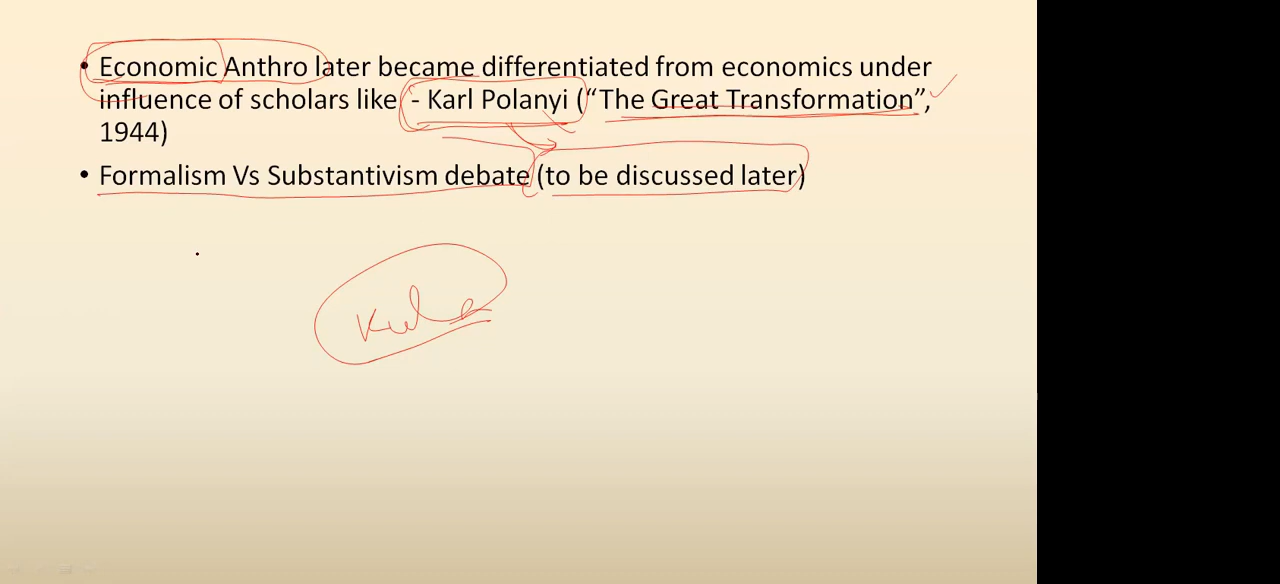 • Economic Anthro later became differentiated from economics under
influence of scholars like - Karl Polanyi (“The Great Transformation”,
1944)
• Formalism Vs Substantivism debate (to be discussed later)
Kula